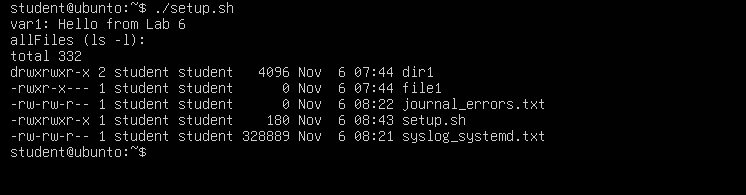 student@ubunto:~$ ./setup.sh
var1: Hello from Lab 6
allFiles (ls -l):
total 332
drwxrwxr-x 2 student student   4096 Nov  6 07:44 dir1
-rwxr-x--- 1 student student      0 Nov  6 07:44 file1
-rw-rw-r-- 1 student student      0 Nov  6 08:22 journal_errors.txt
-rwxrwxr-x 1 student student    180 Nov  6 08:43 setup.sh
-rw-rw-r-- 1 student student 328889 Nov  6 08:21 syslog_systemd.txt
student@ubunto:~$